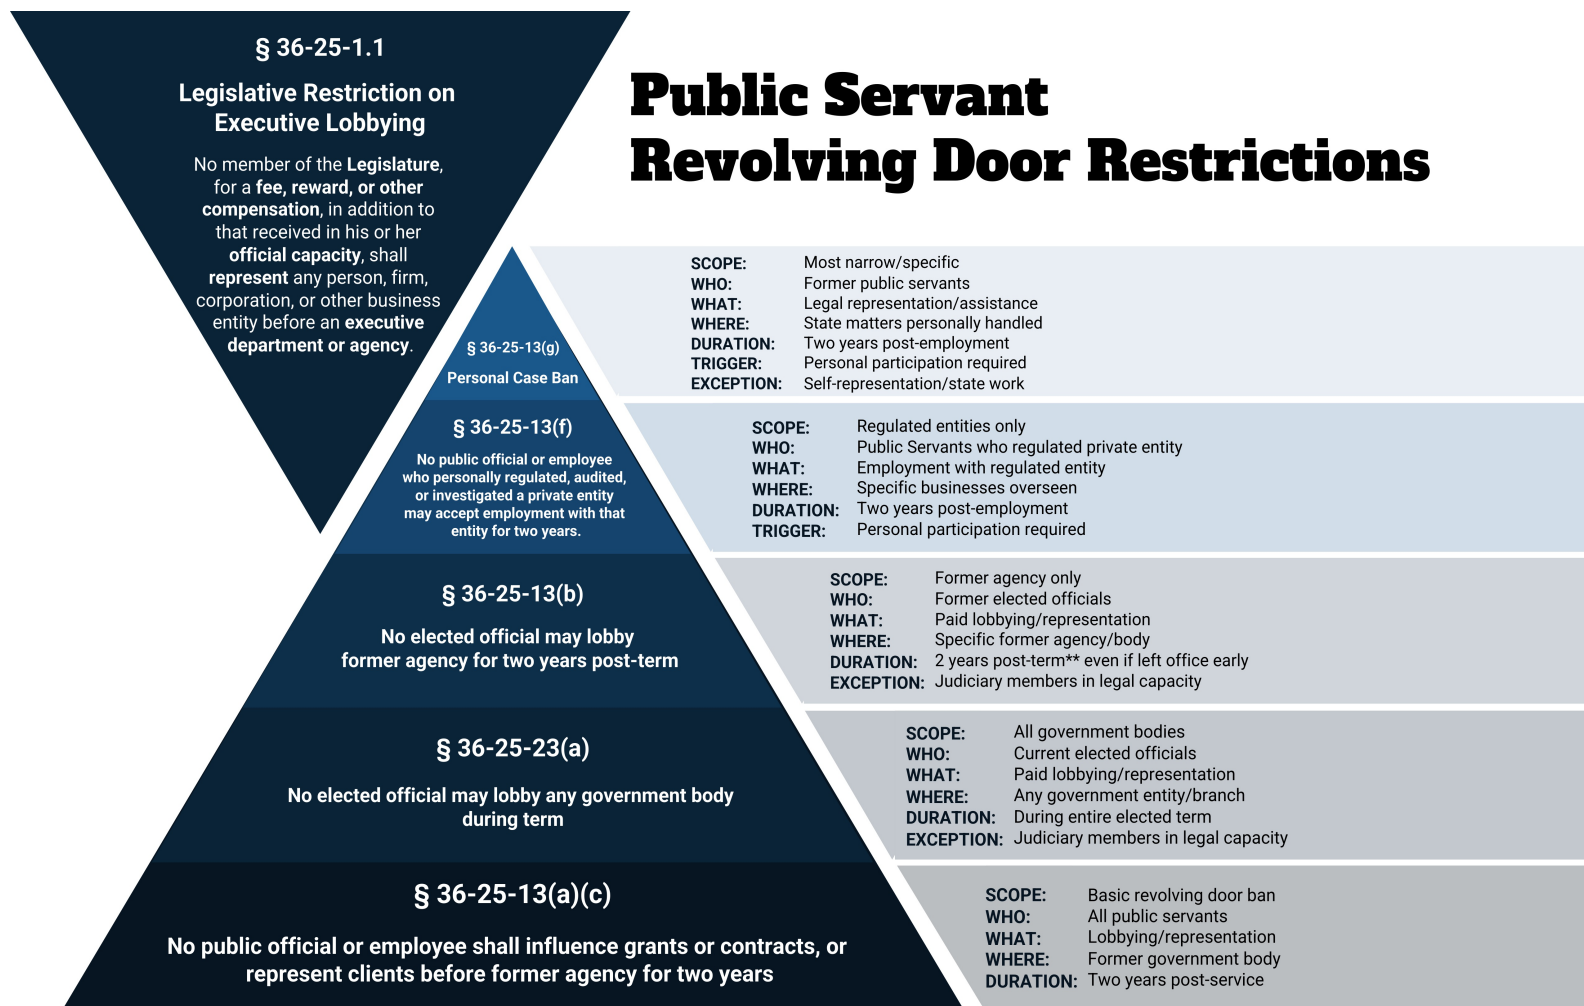 § 36-25-1.1
Legislative Restriction on
Executive Lobbying
No member of the Legislature,
for a fee, reward, or other
compensation, in addition to
that received in his or her
official capacity, shall
represent any person, firm,
corporation, or other business
entity before an executive
department or agency.
Public Servant
Revolving Door Restrictions
§ 36-25-13(g)
Personal Case Ban
SCOPE: Most narrow/specific
WHO: Former public servants
WHAT: Legal representation/assistance
WHERE: State matters personally handled
DURATION: Two years post-employment
TRIGGER: Personal participation required
EXCEPTION: Self-representation/state work
§ 36-25-13(f)
No public official or employee
who personally regulated, audited,
or investigated a private entity
may accept employment with that
entity for two years.
SCOPE: Regulated entities only
WHO: Public Servants who regulated private entity
WHAT: Employment with regulated entity
WHERE: Specific businesses overseen
DURATION: Two years post-employment
TRIGGER: Personal participation required
§ 36-25-13(b)
No elected official may lobby
former agency for two years post-term
SCOPE: Former agency only
WHO: Former elected officials
WHAT: Paid lobbying/representation
WHERE: Specific former agency/body
DURATION: 2 years post-term** even if left office early
EXCEPTION: Judiciary members in legal capacity
§ 36-25-23(a)
No elected official may lobby any government body
during term
SCOPE: All government bodies
WHO: Current elected officials
WHAT: Paid lobbying/representation
WHERE: Any government entity/branch
DURATION: During entire elected term
EXCEPTION: Judiciary members in legal capacity
§ 36-25-13(a)(c)
No public official or employee shall influence grants or contracts, or
represent clients before former agency for two years
SCOPE: Basic revolving door ban
WHO: All public servants
WHAT: Lobbying/representation
WHERE: Former government body
DURATION: Two years post-service